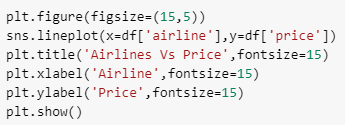 plt.figure(figsize=(15,5))
sns.lineplot(x=df['airline'],y=df['price'])
plt.title('Airlines Vs Price',fontsize=15)
plt.xlabel('Airline',fontsize=15)
plt.ylabel('Price',fontsize=15)
plt.show()